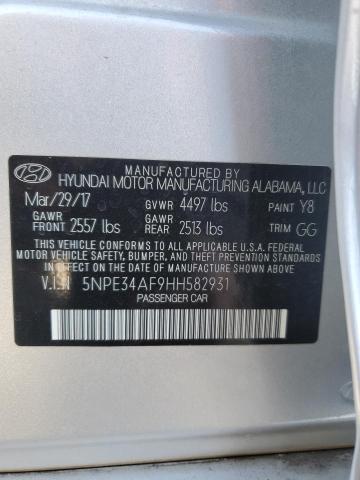 MANUFACTURED BY
HYUNDAI MOTOR MANUFACTURING ALABAMA, LLC
Mar/29/17 GVWR 4497 lbs PAINT Y8
GAWR FRONT 2557 lbs GAWR REAR 2513 lbs TRIM GG
THIS VEHICLE CONFORMS TO ALL APPLICABLE U.S.A. FEDERAL
MOTOR VEHICLE SAFETY, BUMPER, AND THEFT PREVENTION
STANDARDS IN EFFECT ON THE DATE OF MANUFACTURE SHOWN ABOVE.
V.I.N 5NPE34AF9HH582931
PASSENGER CAR